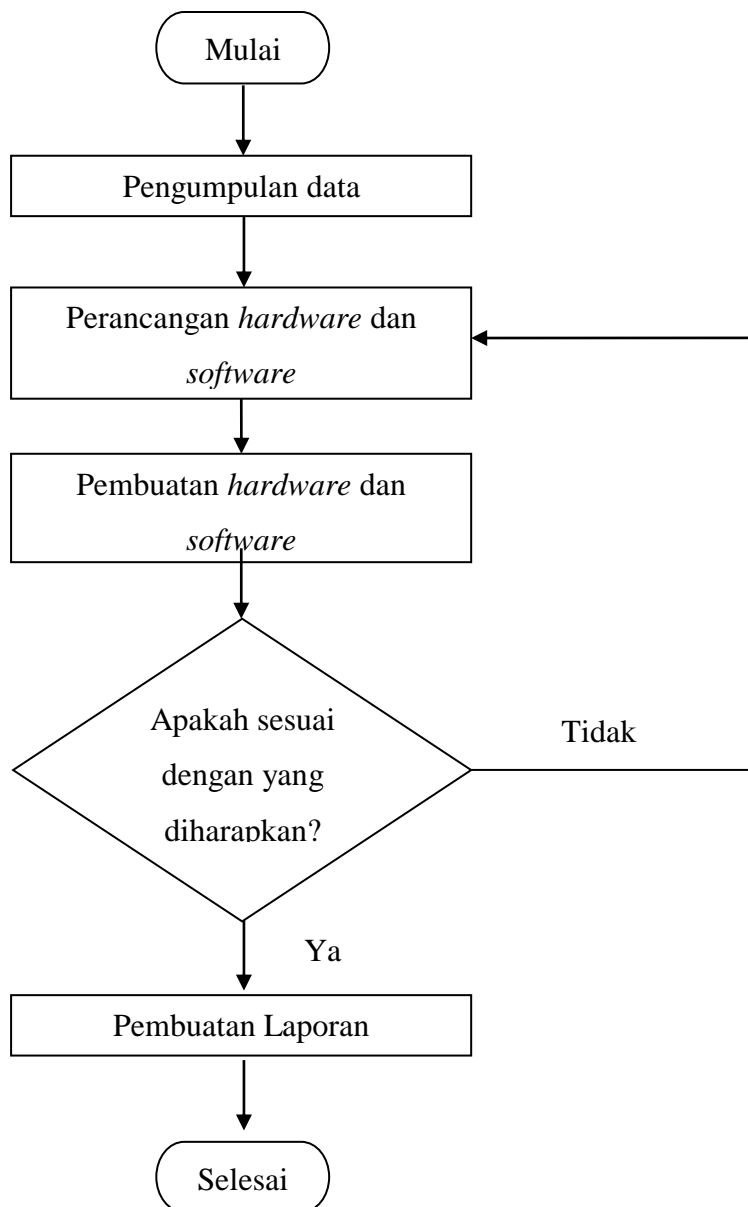 Mulai
Pengumpulan data
Perancangan hardware dan
software
Pembuatan hardware dan
software
Apakah sesuai
dengan yang
diharapkan?
Tidak
Ya
Pembuatan Laporan
Selesai